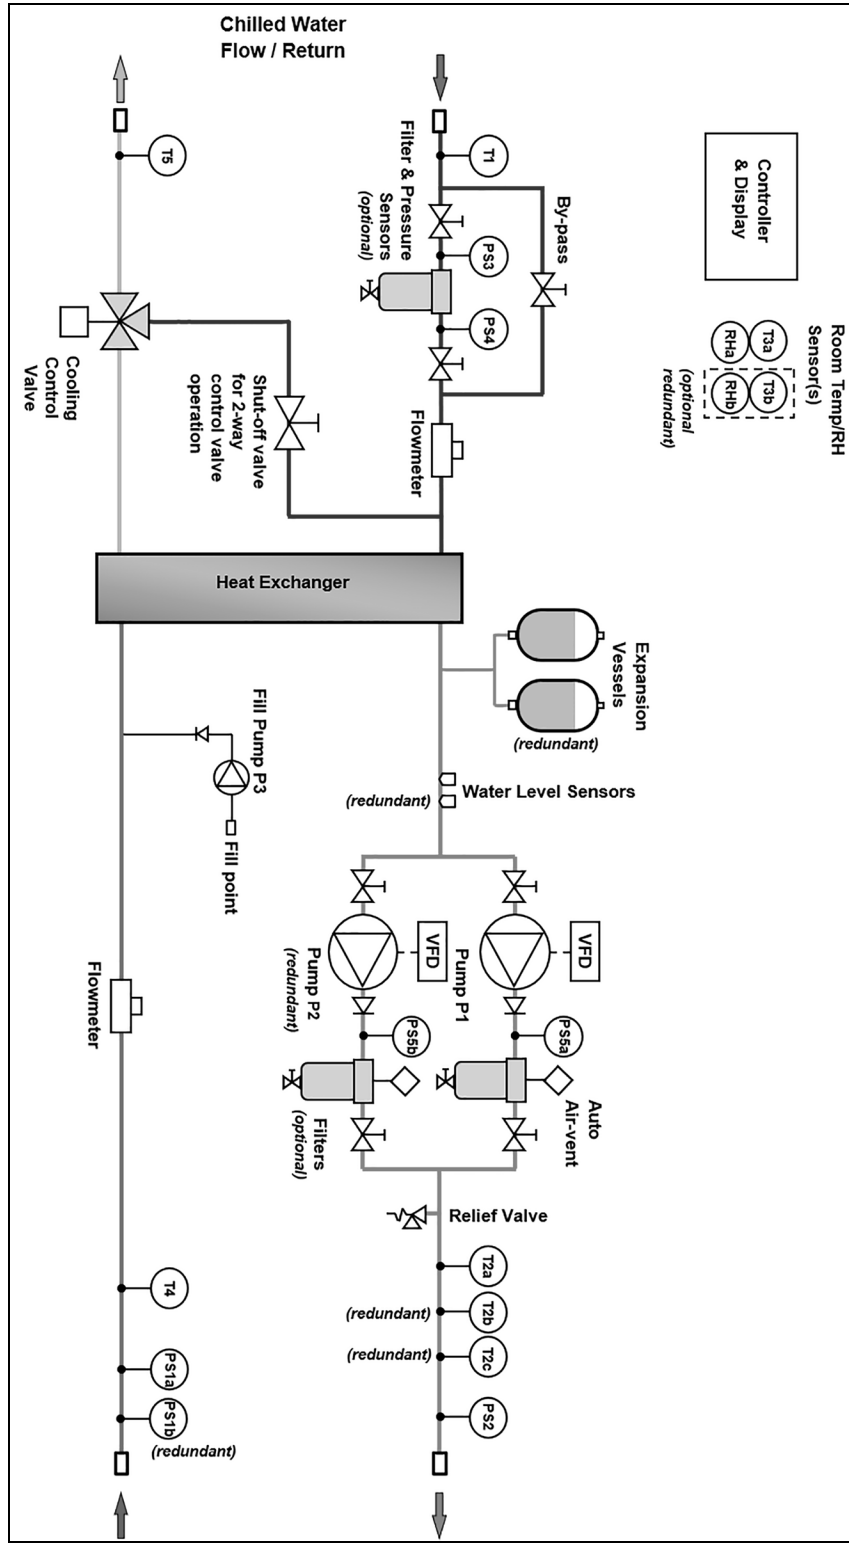 Chilled Water
Flow / Return
T5
T1
Filter & Pressure
Sensors
(optional)
PS3
PS4
By-pass
Controller
& Display
Room Temp/RH
Sensor(s)
T3a
RHa
T3b
RHb
(optional
redundant)
Cooling
Control
Valve
Shut-off valve
for 2-way
control valve
operation
Flowmeter
Heat Exchanger
Expansion
Vessels
(redundant)
Fill Pump P3
Fill point
Water Level Sensors
(redundant)
VFD
VFD
Pump P1
Pump P2
(redundant)
Flowmeter
PS5a
PS5b
Auto
Air-vent
Filters
(optional)
Relief Valve
T2a
T2b
(redundant)
T2c
(redundant)
PS2
T4
PS1a
PS1b
(redundant)